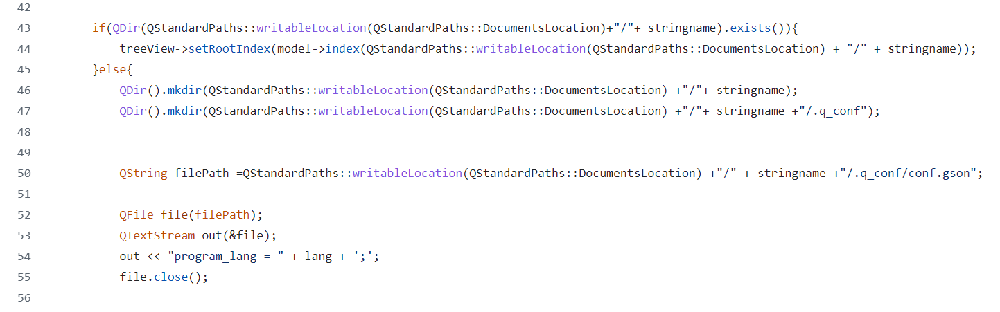 42
43 if(QDir(QStandardPaths::writableLocation(QStandardPaths::DocumentsLocation)+"/"+ stringname).exists()){
44 treeView->setRootIndex(model->index(QStandardPaths::writableLocation(QStandardPaths::DocumentsLocation) + "/" + stringname));
45 }else{
46 QDir().mkdir(QStandardPaths::writableLocation(QStandardPaths::DocumentsLocation) +"/"+ stringname);
47 QDir().mkdir(QStandardPaths::writableLocation(QStandardPaths::DocumentsLocation) +"/"+ stringname +"/.q_conf");
48
49
50 QString filePath =QStandardPaths::writableLocation(QStandardPaths::DocumentsLocation) +"/" + stringname +"/.q_conf/conf.gson";
51
52 QFile file(filePath);
53 QTextStream out(&file);
54 out << "program_lang = " + lang + ';';
55 file.close();
56